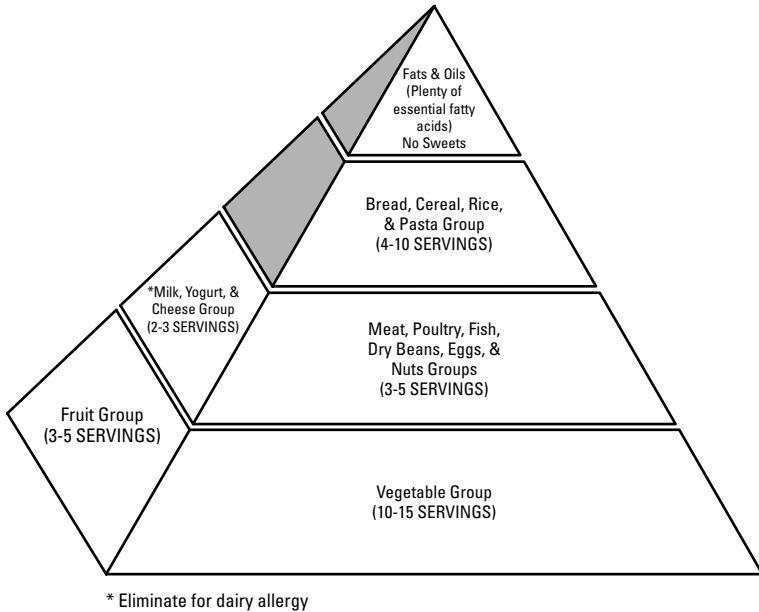 Fats & Oils
(Plenty of
essential fatty
acids)
No Sweets
Bread, Cereal, Rice,
& Pasta Group
(4-10 SERVINGS)
*Milk, Yogurt, &
Cheese Group
(2-3 SERVINGS)
Meat, Poultry, Fish,
Dry Beans, Eggs, &
Nuts Groups
(3-5 SERVINGS)
Fruit Group
(3-5 SERVINGS)
Vegetable Group
(10-15 SERVINGS)
* Eliminate for dairy allergy